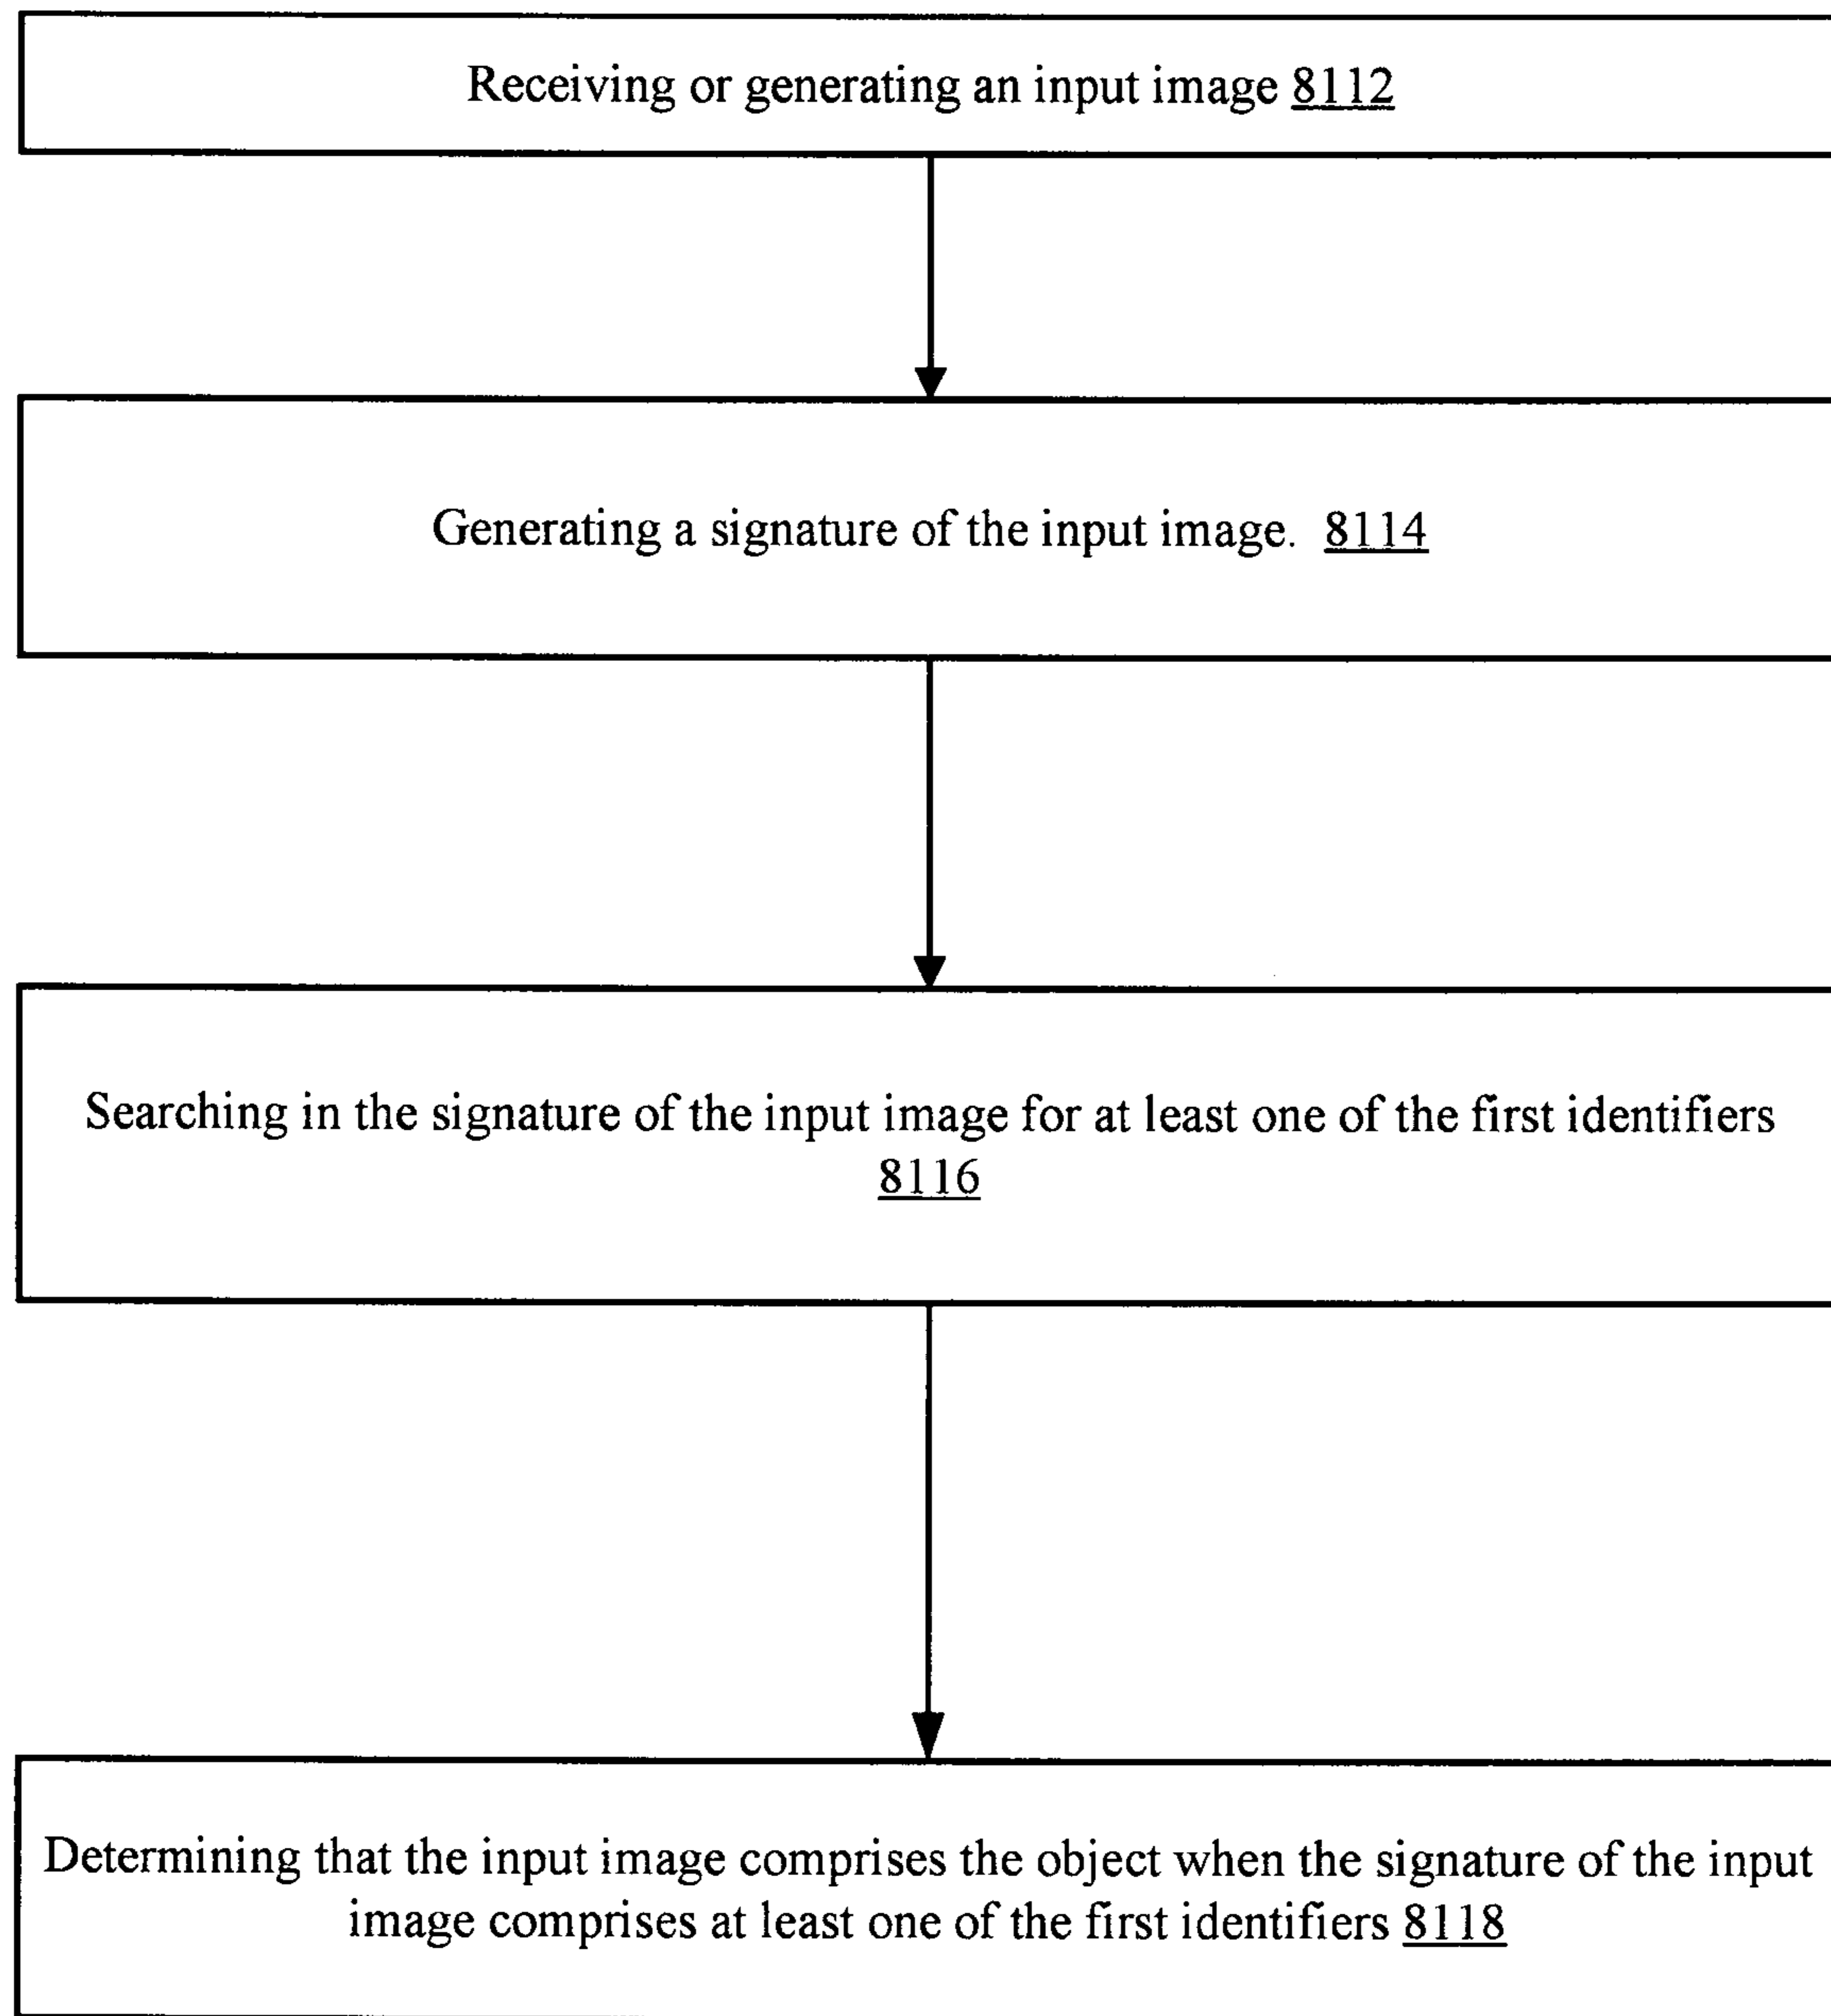 Receiving or generating an input image 8112
Generating a signature of the input image. 8114
Searching in the signature of the input image for at least one of the first identifiers
8116
Determining that the input image comprises the object when the signature of the input
image comprises at least one of the first identifiers 8118